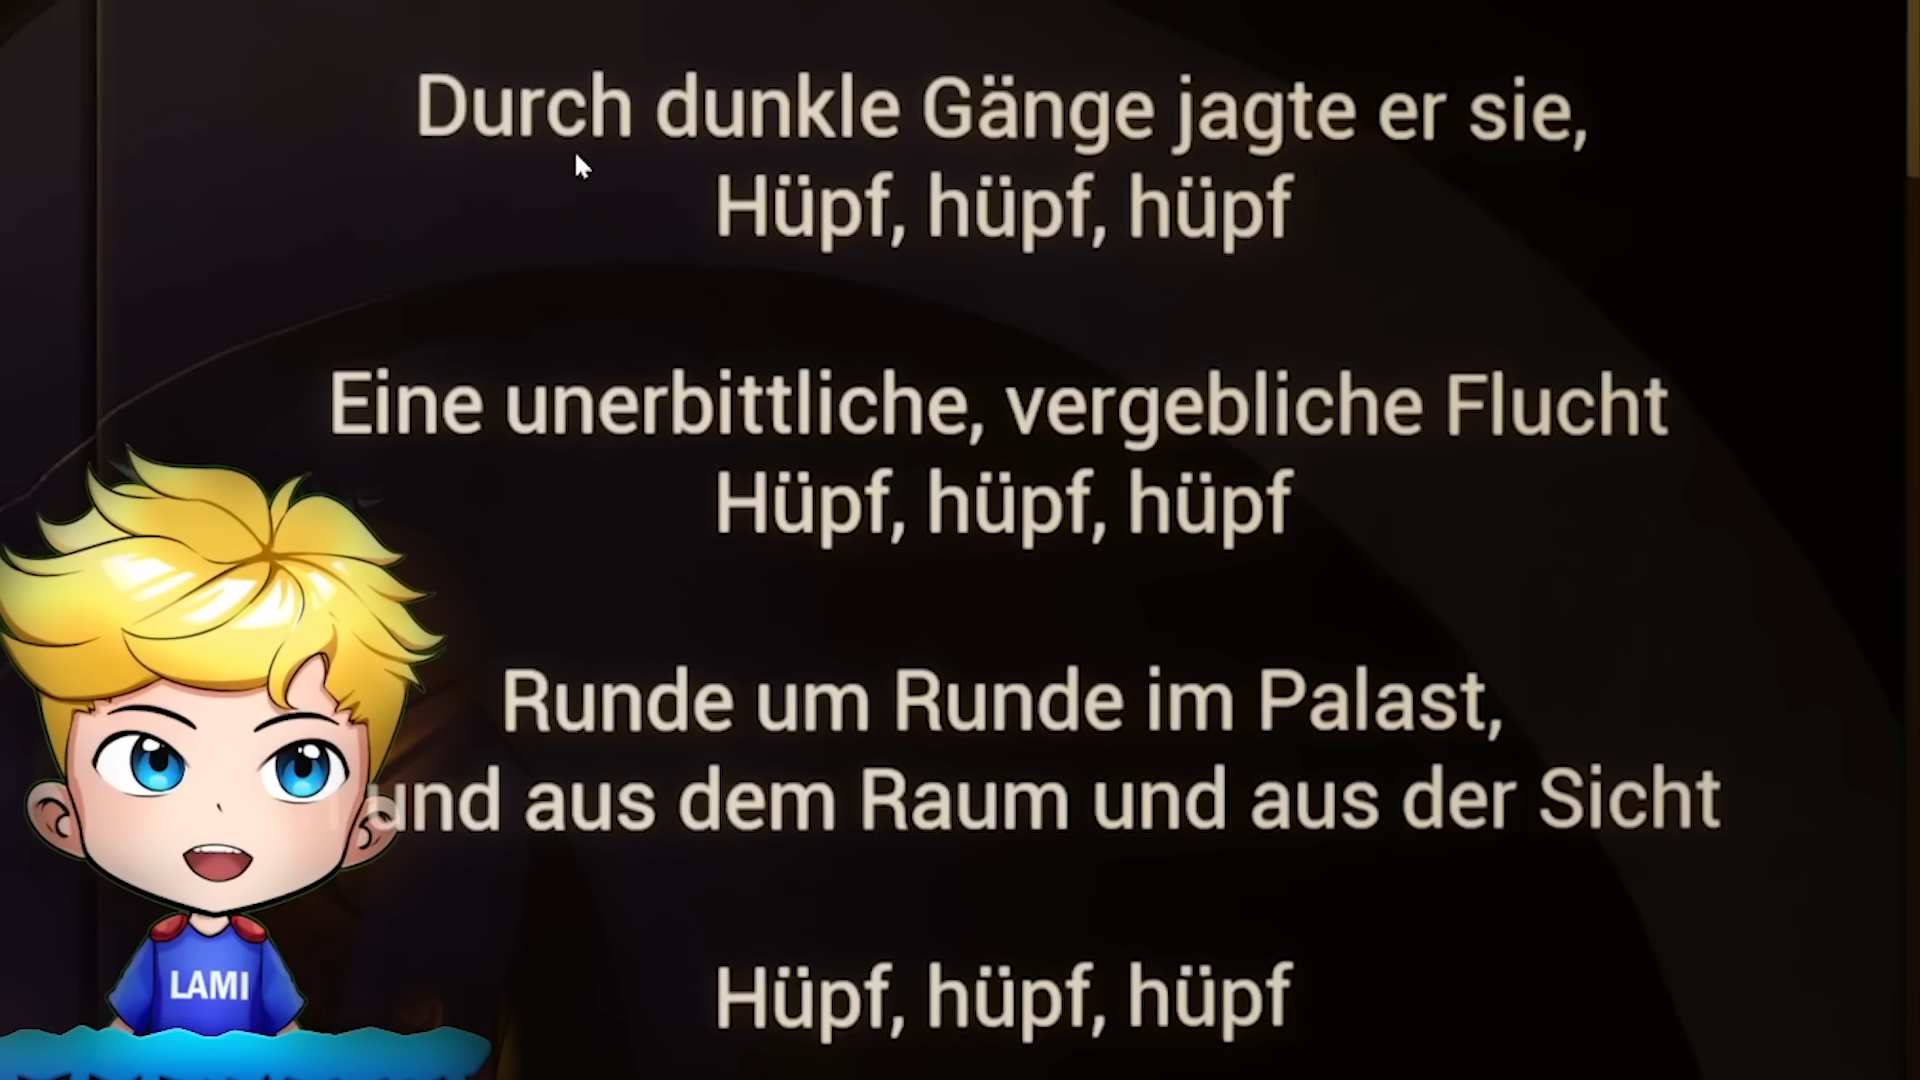 Durch dunkle Gänge jagte er sie,
Hüpf, hüpf, hüpf
Eine unerbittliche, vergebliche Flucht
Hüpf, hüpf, hüpf
Runde um Runde im Palast,
und aus dem Raum und aus der Sicht
Hüpf, hüpf, hüpf
LAMI